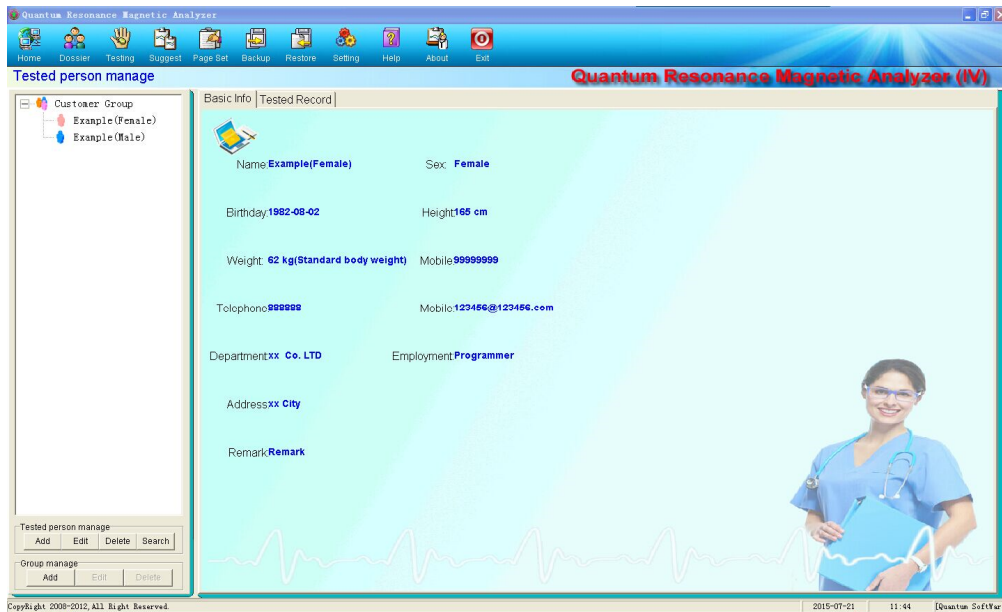 Quantum Resonance Magnetic Analyzer
Home Dossier Testing Suggest Page Set Backup Restore Setting Help About Exit
Tested person manage
Quantum Resonance Magnetic Analyzer (IV)
Customer Group
Example(Female)
Example(Male)
Basic Info Tested Record
Name: Example(Female) Sex: Female
Birthday: 1982-08-02 Height: 165 cm
Weight: 62 kg(Standard body weight) Mobile: 99999999
Telephone: 888888 Mobile: 123456@123456.com
Department: xx Co. LTD Employment: Programmer
Address: xx City
Remark: Remark
Tested person manage
Add Edit Delete Search
Group manage
Add Edit Delete
CopyRight 2008-2012,All Right Reserved. 2015-07-21 11:44 [Quantum SoftWar